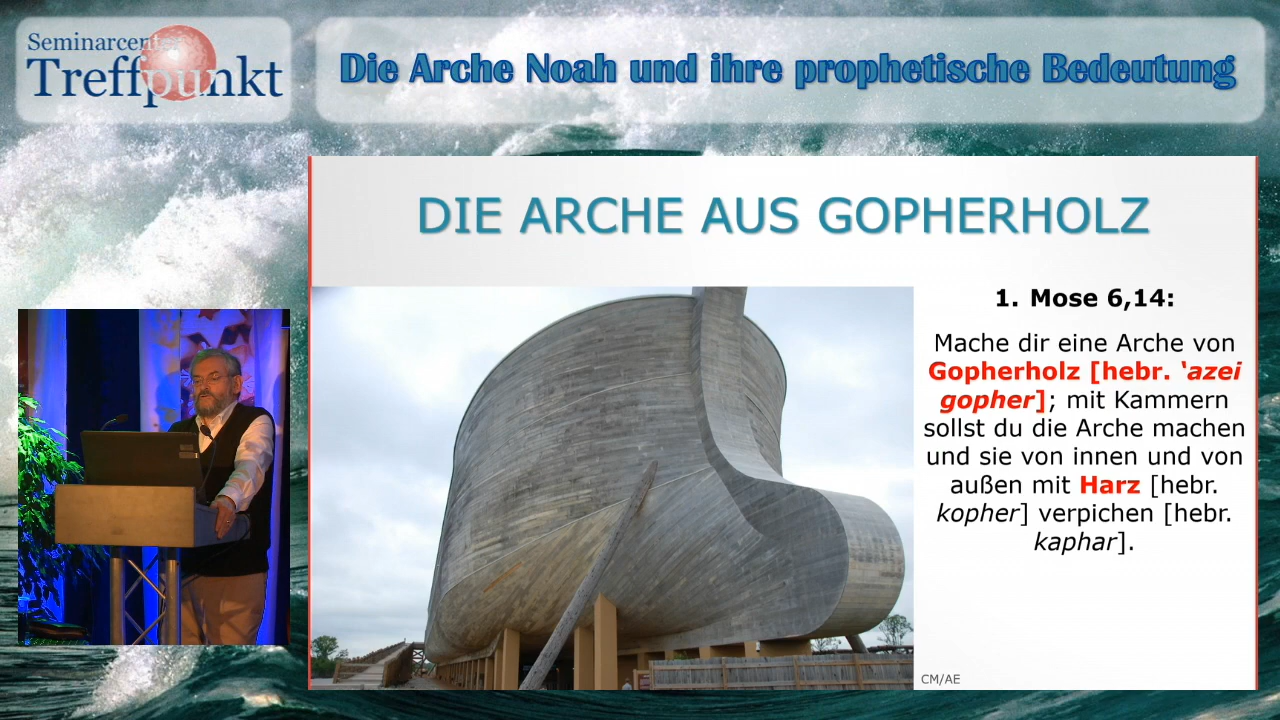 Seminarcenter
Treffpunkt
Die Arche Noah und ihre prophetische Bedeutung
DIE ARCHE AUS GOPHERHOLZ
1. Mose 6,14:
Mache dir eine Arche von
Gopherholz [hebr. ‘azei
gopher]; mit Kammern
sollst du die Arche machen
und sie von innen und von
außen mit Harz [hebr.
kopher] verpichen [hebr.
kaphar].
CM/AE